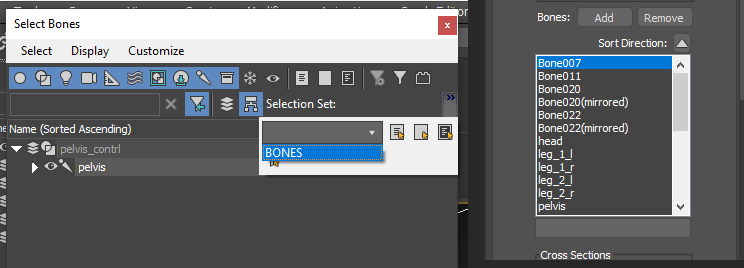 Select Bones
Select Display Customize
Selection Set:
Name (Sorted Ascending)
BONES
pelvis_contrl
pelvis
Bones: Add Remove
Sort Direction:
Bone007
Bone011
Bone020
Bone020(mirrored)
Bone022
Bone022(mirrored)
head
leg_1_l
leg_1_r
leg_2_l
leg_2_r
pelvis
Cross Sections